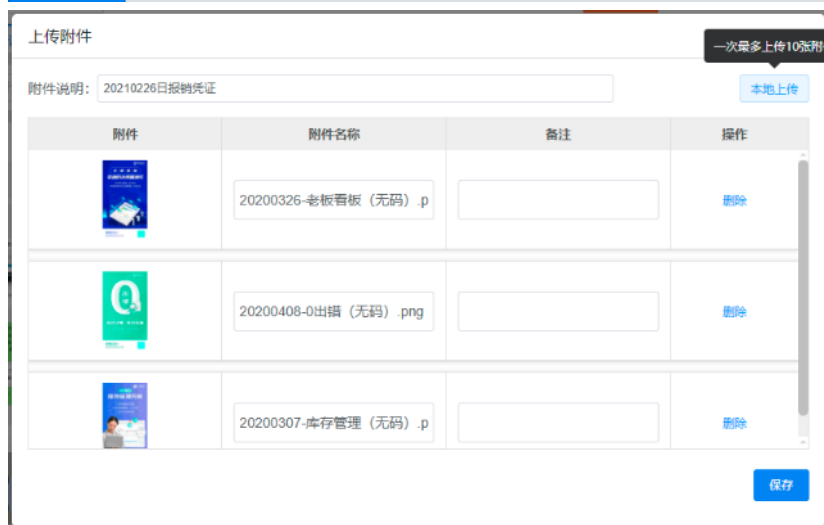 上传附件
一次最多上传10张附
附件说明：
20210226日报销凭证
本地上传
附件
附件名称
备注
操作
20200326-老板看板（无码）.p
删除
20200408-0出错（无码）.png
删除
20200307-库存管理（无码）.p
删除
保存